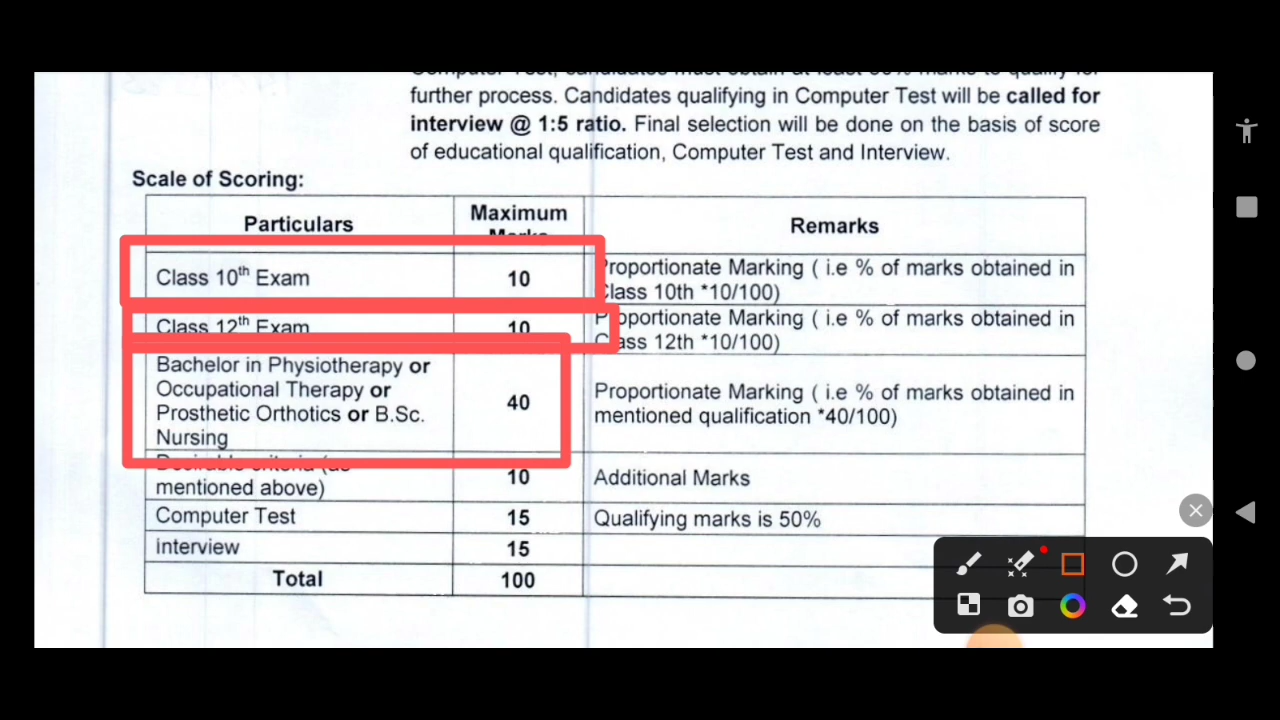 further process. Candidates qualifying in Computer Test will be called for
interview @ 1:5 ratio. Final selection will be done on the basis of score
of educational qualification, Computer Test and Interview.
Scale of Scoring:
Particulars Maximum Marks Remarks
Class 10th Exam 10 Proportionate Marking ( i.e % of marks obtained in
Class 10th *10/100)
Class 12th Exam 10 Proportionate Marking ( i.e % of marks obtained in
Class 12th *10/100)
Bachelor in Physiotherapy or
Occupational Therapy or
Prosthetic Orthotics or B.Sc.
Nursing 40 Proportionate Marking ( i.e % of marks obtained in
mentioned qualification *40/100)
Desirable criteria (as
mentioned above) 10 Additional Marks
Computer Test 15 Qualifying marks is 50%
Interview 15
Total 100